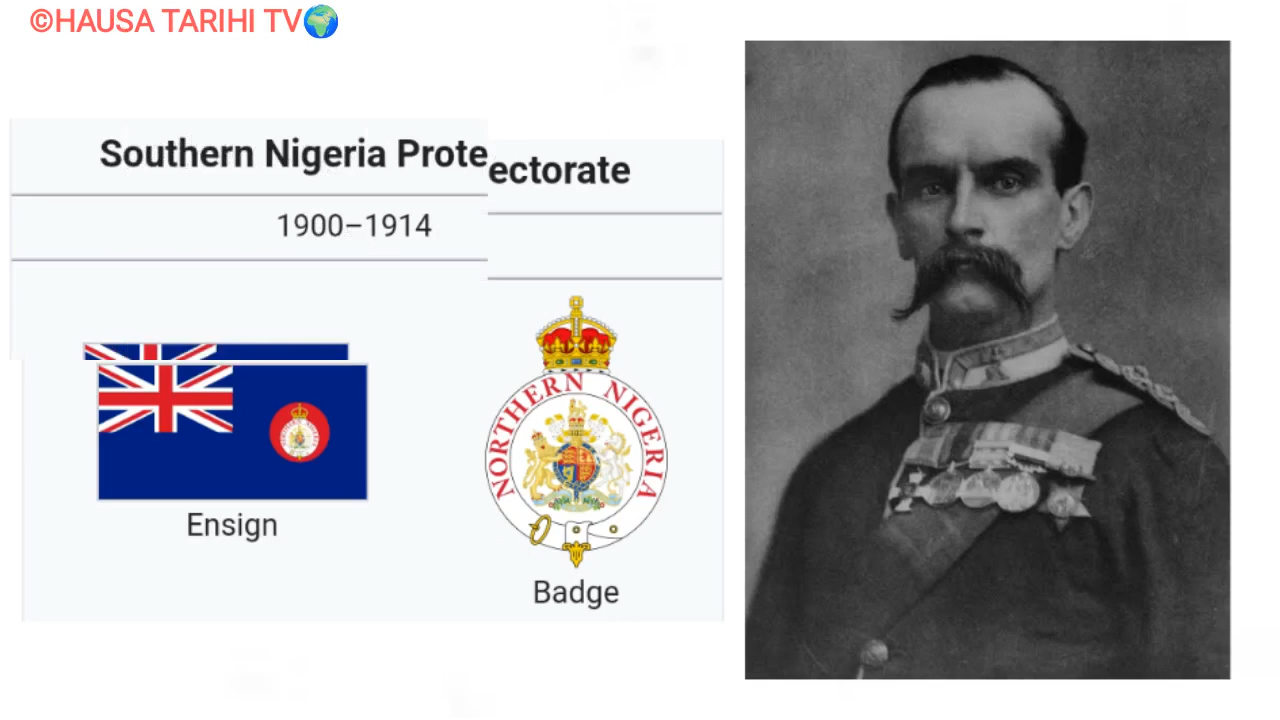 ©HAUSA TARIHI TV🌍
Southern Nigeria Prote
ectorate
1900–1914
NORTHERN NIGERIA
Ensign
Badge